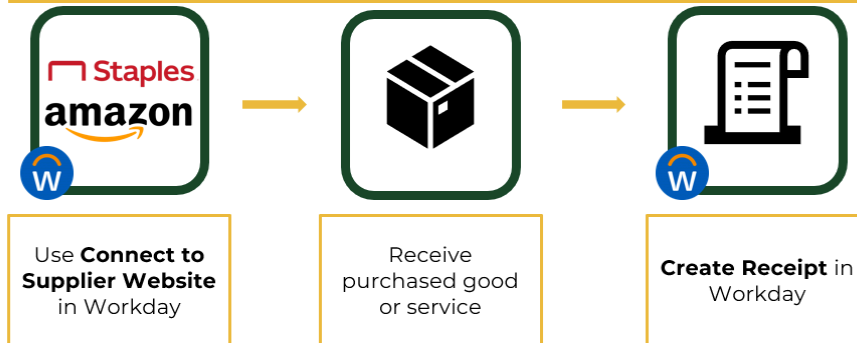 Staples
amazon
W
W
Use Connect to
Supplier Website
in Workday
Receive
purchased good
or service
Create Receipt in
Workday